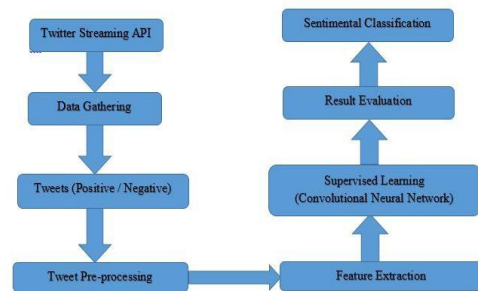 Twitter Streaming API
Data Gathering
Tweets (Positive / Negative)
Tweet Pre-processing
Feature Extraction
Supervised Learning
(Convolutional Neural Network)
Result Evaluation
Sentimental Classification